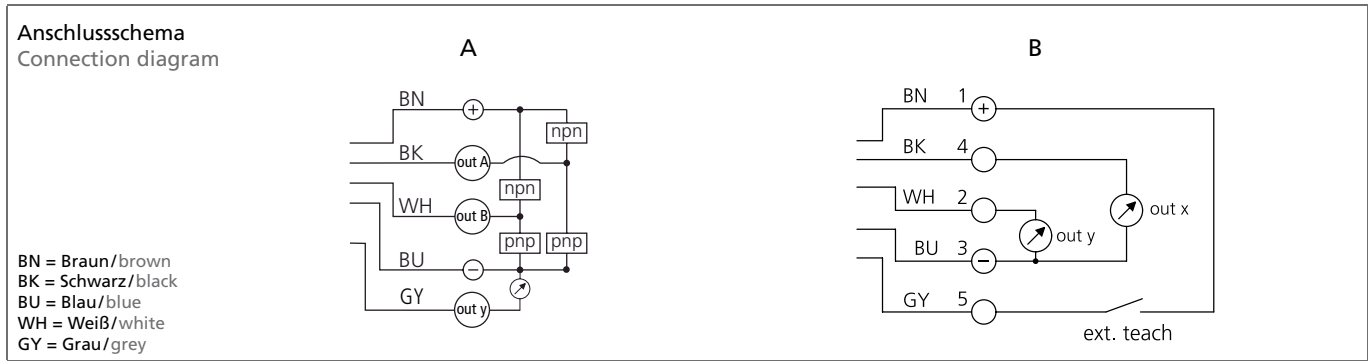 Anschlussschema
Connection diagram
BN = Braun/brown
BK = Schwarz/black
BU = Blau/blue
WH = Weiß/white
GY = Grau/grey
A
BN +
npn
BK out A
npn
WH out B
pnp pnp
BU −
GY out y
B
BN 1 +
BK 4
out x
WH 2
out y
BU 3 −
GY 5
ext. teach